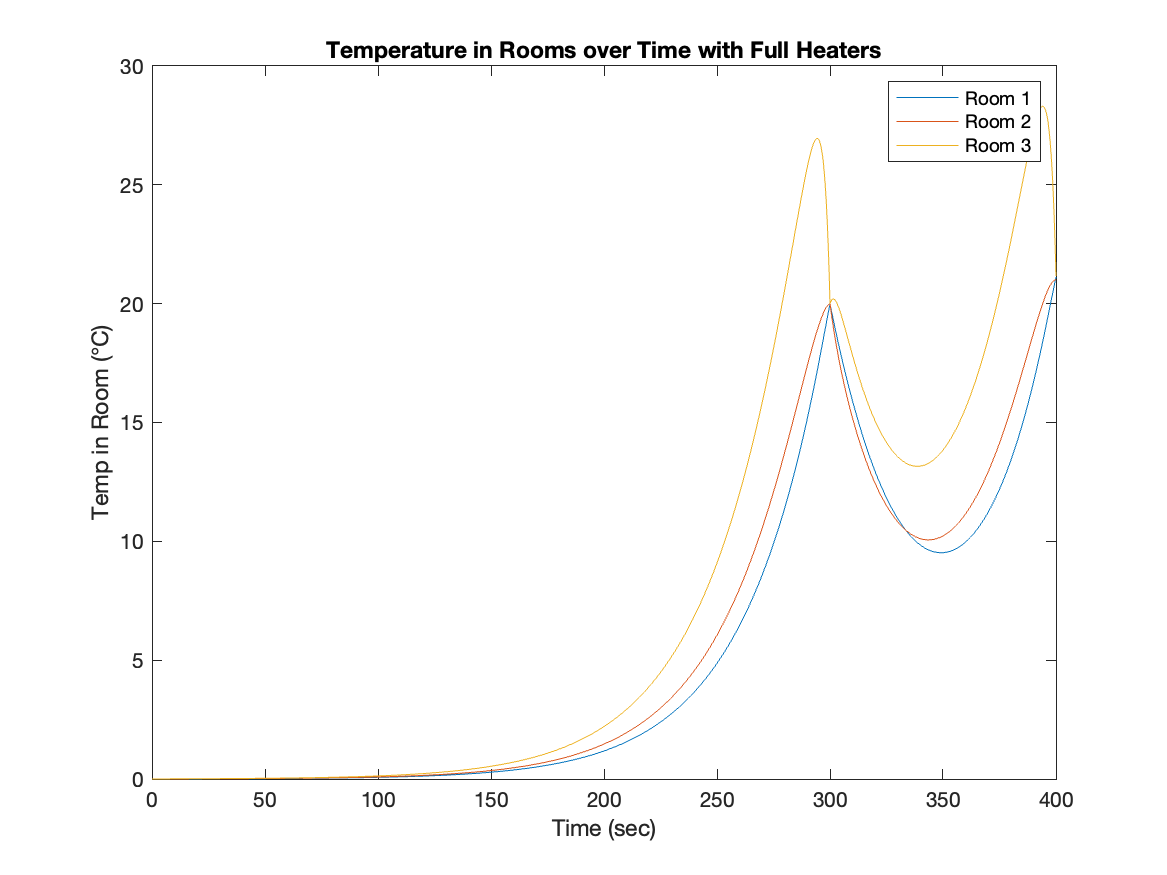 Temperature in Rooms over Time with Full Heaters
30
25
20
15
10
5
0
Temp in Room (°C)
Room 1
Room 2
Room 3
0 50 100 150 200 250 300 350 400
Time (sec)